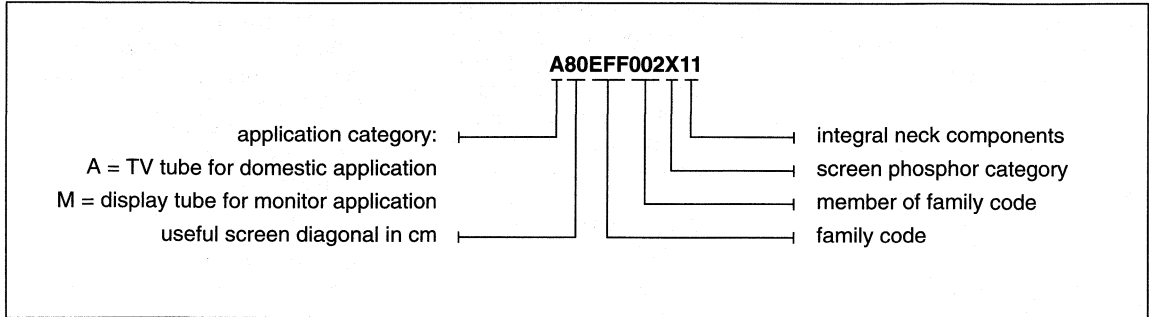 A80EFF002X11
application category:
A = TV tube for domestic application
M = display tube for monitor application
useful screen diagonal in cm
integral neck components
screen phosphor category
member of family code
family code